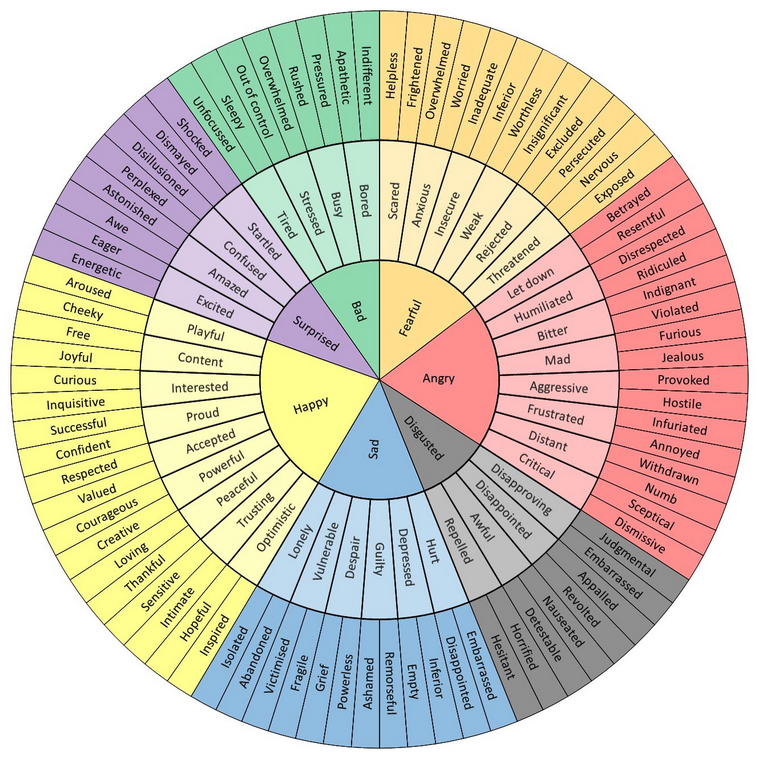 Fearful
Angry
Disgusted
Sad
Happy
Surprised
Bad
Scared
Anxious
Insecure
Weak
Rejected
Threatened
Let down
Humiliated
Bitter
Mad
Aggressive
Frustrated
Distant
Critical
Disapproving
Disappointed
Awful
Repelled
Hurt
Depressed
Guilty
Despair
Vulnerable
Lonely
Optimistic
Trusting
Peaceful
Powerful
Accepted
Proud
Interested
Content
Playful
Excited
Amazed
Confused
Startled
Tired
Stressed
Busy
Bored
Helpless
Frightened
Overwhelmed
Worried
Inadequate
Inferior
Worthless
Insignificant
Excluded
Persecuted
Nervous
Exposed
Betrayed
Resentful
Disrespected
Ridiculed
Indignant
Violated
Furious
Jealous
Provoked
Hostile
Infuriated
Annoyed
Withdrawn
Numb
Sceptical
Dismissive
Judgmental
Embarrassed
Appalled
Revolted
Nauseated
Detestable
Horrified
Hesitant
Embarrassed
Disappointed
Inferior
Empty
Remorseful
Ashamed
Powerless
Grief
Fragile
Victimised
Abandoned
Isolated
Inspired
Hopeful
Intimate
Sensitive
Thankful
Loving
Creative
Courageous
Valued
Respected
Confident
Successful
Inquisitive
Curious
Joyful
Free
Cheeky
Aroused
Energetic
Eager
Awe
Astonished
Perplexed
Disillusioned
Dismayed
Shocked
Unfocussed
Sleepy
Out of control
Overwhelmed
Rushed
Pressured
Apathetic
Indifferent